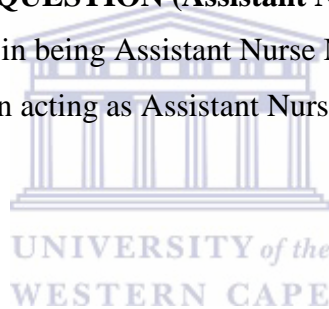 QUESTION (Assistant N
in being Assistant Nurse
n acting as Assistant Nurs
UNIVERSITY of the
WESTERN CAPE